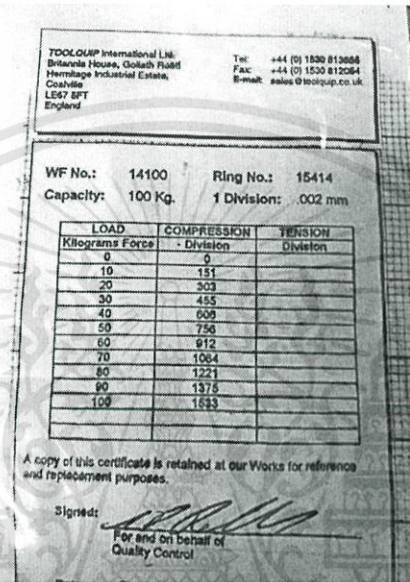 TOOLQUIP International Ltd.
Britannia House, Goliath Road
Hermitage Industrial Estate,
Coalville
LE67 3FT
England
Tel: +44 (0) 1530
Fax: +44 (0) 1530 812054
E-mail: sales@toolquip.co.uk
WF No.: 14100 Ring No.: 15414
Capacity: 100 Kg. 1 Division: .002 mm
LOAD COMPRESSION TENSION
Kilograms Force - Division Division
0 0
10 151
20 303
30 455
40 606
50 756
60 912
70 1064
80 1221
90 1375
100 1533
A copy of this certificate is retained at our Works for reference
and replacement purposes.
Signed:
For and on behalf of
Quality Control